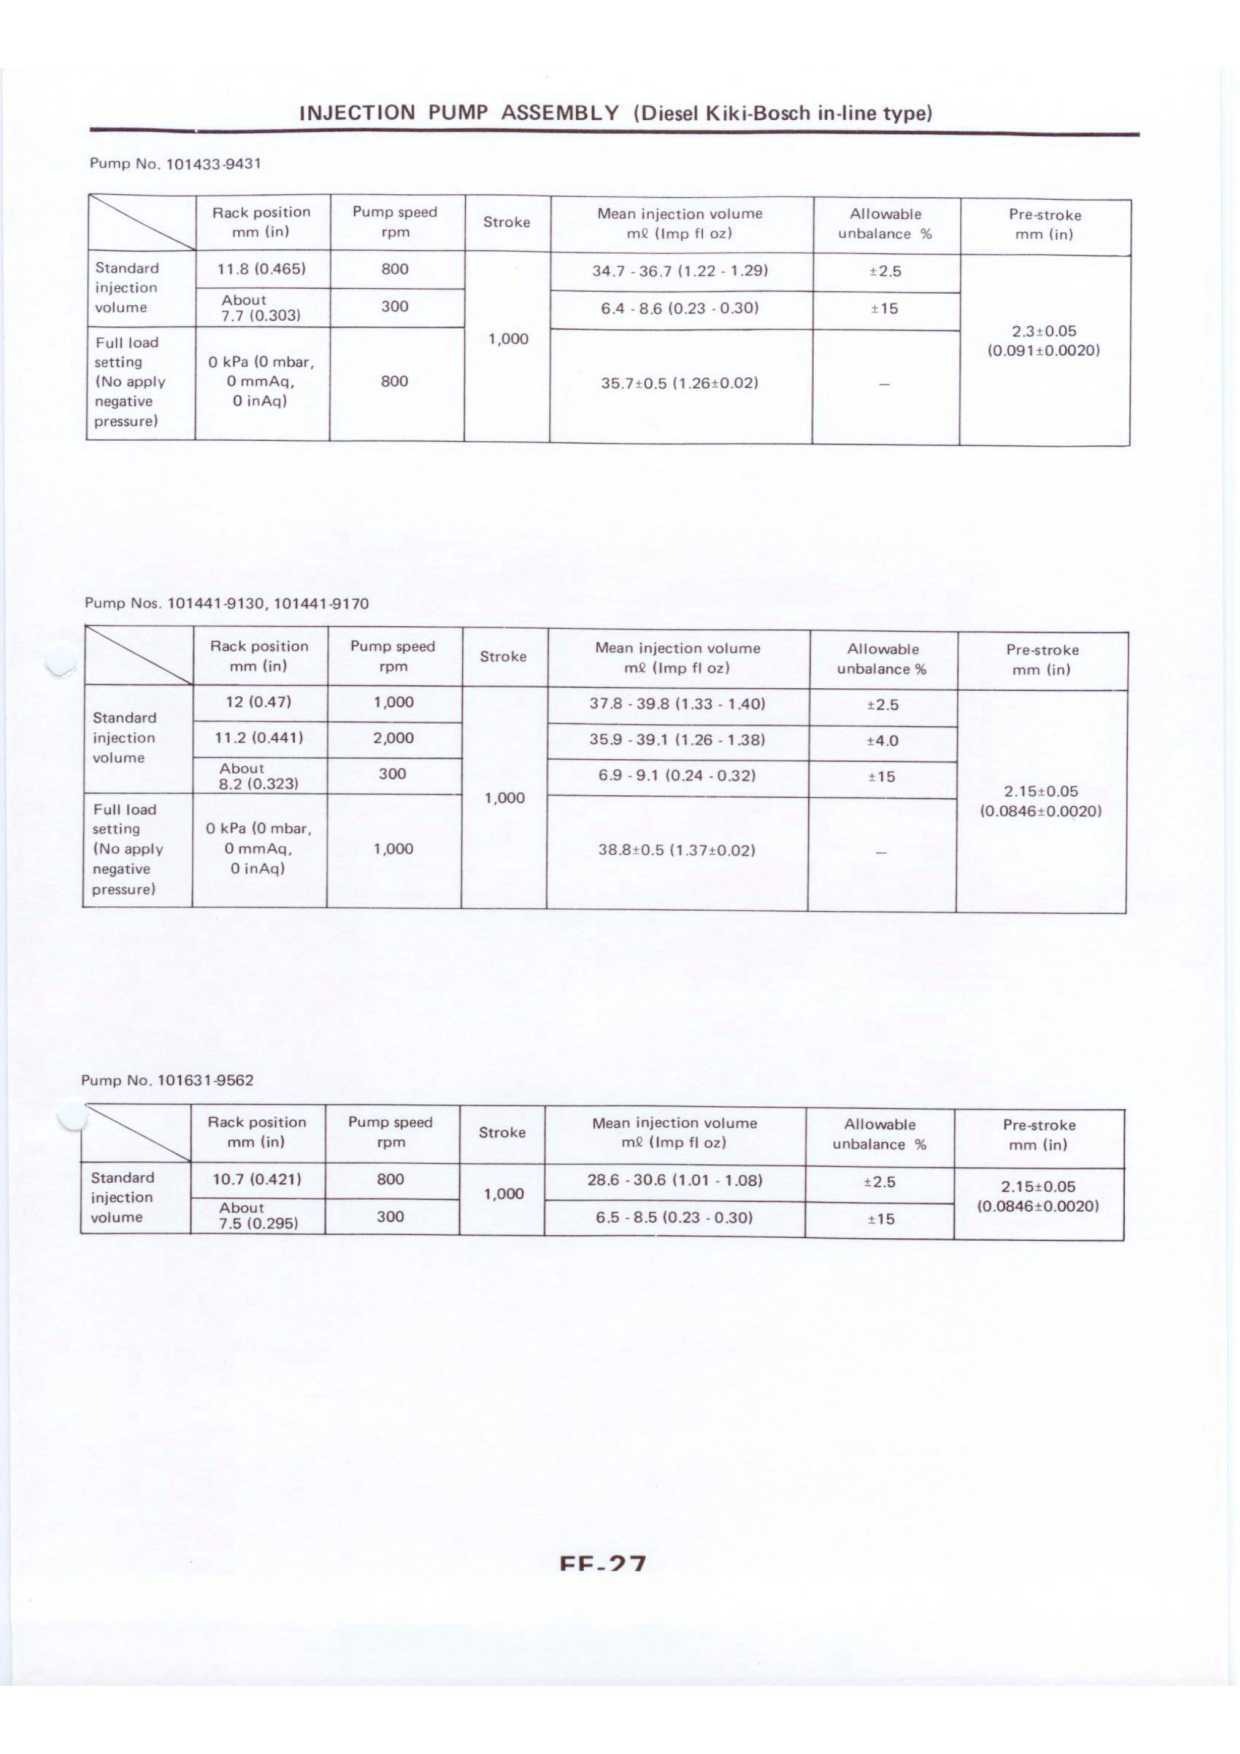 INJECTION PUMP ASSEMBLY (Diesel Kiki-Bosch in-line type)
Pump No. 101433-9431
Rack position mm (in) Pump speed rpm Stroke Mean injection volume mℓ (Imp fl oz) Allowable unbalance % Pre-stroke mm (in)
Standard injection volume 11.8 (0.465) 800 1,000 34.7 - 36.7 (1.22 - 1.29) ±2.5 2.3±0.05 (0.091±0.0020)
About 7.7 (0.303) 300 6.4 - 8.6 (0.23 - 0.30) ±15
Full load setting (No apply negative pressure) 0 kPa (0 mbar, 0 mmAq, 0 inAq) 800 35.7±0.5 (1.26±0.02) —
Pump Nos. 101441-9130, 101441-9170
Rack position mm (in) Pump speed rpm Stroke Mean injection volume mℓ (Imp fl oz) Allowable unbalance % Pre-stroke mm (in)
Standard injection volume 12 (0.47) 1,000 1,000 37.8 - 39.8 (1.33 - 1.40) ±2.5 2.15±0.05 (0.0846±0.0020)
11.2 (0.441) 2,000 35.9 - 39.1 (1.26 - 1.38) ±4.0
About 8.2 (0.323) 300 6.9 - 9.1 (0.24 - 0.32) ±15
Full load setting (No apply negative pressure) 0 kPa (0 mbar, 0 mmAq, 0 inAq) 1,000 38.8±0.5 (1.37±0.02) —
Pump No. 101631-9562
Rack position mm (in) Pump speed rpm Stroke Mean injection volume mℓ (Imp fl oz) Allowable unbalance % Pre-stroke mm (in)
Standard injection volume 10.7 (0.421) 800 1,000 28.6 - 30.6 (1.01 - 1.08) ±2.5 2.15±0.05 (0.0846±0.0020)
About 7.5 (0.295) 300 6.5 - 8.5 (0.23 - 0.30) ±15
EF-27